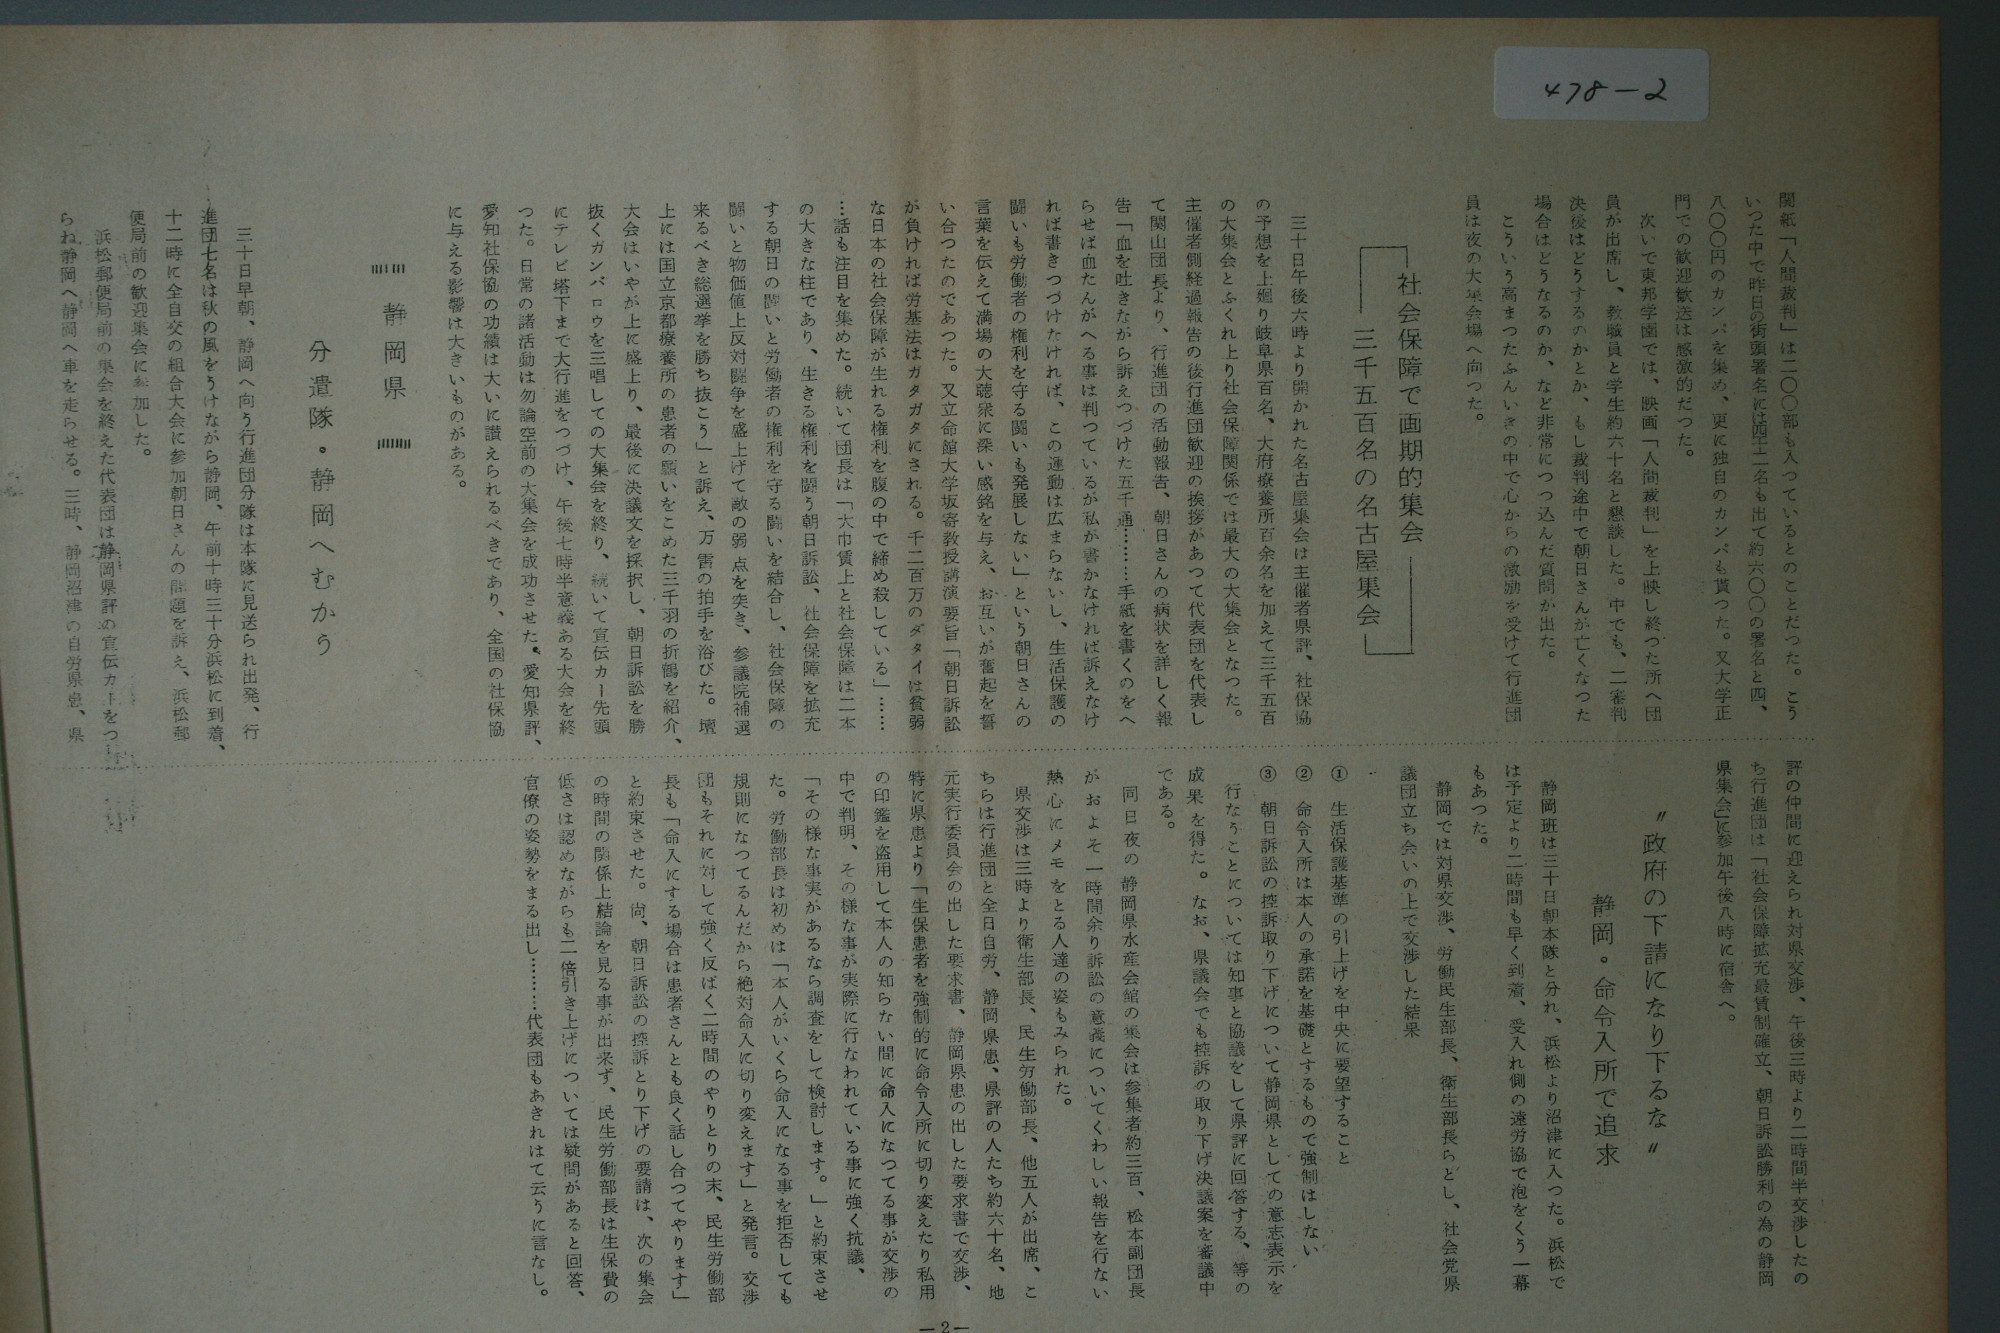 478-2
関紙「人間裁判」は二〇〇部も入つているとのことだつた。こう
いつた中で昨日の街頭署名には四十二名も出て約六〇〇の署名と四、
八〇〇円のカンパを集め、更に独自のカンパも貰つた。又大学正
門での歓迎歓送は感激的だつた。
次いで東邦学園では、映画「人間裁判」を上映し終つた所へ団
員が出席し、教職員と学生約六十名と懇談した。中でも、二審判
決後はどうするのかとか、もし裁判途中で朝日さんが亡くなつた
場合はどうなるのか、など非常につつ込んだ質問が出た。
こういう高まつたふんいきの中で心からの激励を受けて行進団
員は夜の大集会場へ向つた。
社会保障で画期的集会
三千五百名の名古屋集会
三十日午後六時より開かれた名古屋集会は主催者県評、社保協
の予想を上廻り岐阜県百名、大府療養所百余名を加えて三千五百
の大集会とふくれ上り社会保障関係では最大の大集会となつた。
主催者側経過報告の後行進団歓迎の挨拶があつて代表団を代表し
て関山団長より、行進団の活動報告、朝日さんの病状を詳しく報
告「血を吐きながら訴えつづけた五千通………手紙を書くのをへ
らせば血たんがへる事は判つているが私が書かなければ訴えなけ
れば書きつづけなければ、この運動は広まらないし、生活保護の
闘いも労働者の権利を守る闘いも発展しない」という朝日さんの
言葉を伝えて満場の大聴衆に深い感銘を与え、お互いが奮起を誓
い合つたのであつた。又立命館大学坂寄教授講演要旨「朝日訴訟
が負ければ労基法はガタガタにされる。千二百万のダタイは貧弱
な日本の社会保障が生れる権利を腹の中で締め殺している」……
…話も注目を集めた。続いて団長は「大巾賃上と社会保障は二本
の大きな柱であり、生きる権利を闘う朝日訴訟、社会保障を拡充
する朝日の闘いと労働者の権利を守る闘いを結合し、社会保障の
闘いと物価値上反対闘争を盛上げて敵の弱点を突き、参議院補選
来るべき総選挙を勝ち抜こう」と訴え、万雷の拍手を浴びた。壇
上には国立京都療養所の患者の願いをこめた三千羽の折鶴を紹介、
大会はいやが上に盛上り、最後に決議文を採択し、朝日訴訟を勝
抜くガンバロウを三唱しての大集会を終り、続いて宣伝カー先頭
にテレビ塔下まで大行進をつづけ、午後七時半意義ある大会を終
つた。日常の諸活動は勿論空前の大集会を成功させた。愛知県評、
愛知社保協の功績は大いに讃えられるべきであり、全国の社保協
に与える影響は大きいものがある。
静岡県
分遣隊・静岡へむかう
三十日早朝、静岡へ向う行進団分隊は本隊に見送られ出発、行
進団七名は秋の風をうけながら静岡、午前十時三十分浜松に到着、
十二時に全自交の組合大会に参加朝日さんの問題を訴え、浜松郵
便局前の歓迎集会に参加した。
浜松郵便局前の集会を終えた代表団は静岡県評の宣伝カーをつ
らね静岡へ静岡へ車を走らせる。三時、静岡沼津の自労県患、県
評の仲間に迎えられ対県交渉、午後三時より二時間半交渉したの
ち行進団は「社会保障拡充最賃制確立、朝日訴訟勝利の為の静岡
県集会」に参加午後八時に宿舎へ。
〃政府の下請になり下るな〃
静岡・命令入所で追求
静岡班は三十日朝本隊と分れ、浜松より沼津に入つた。浜松で
は予定より二時間も早く到着、受入れ側の遠労協で泡をくう一幕
もあつた。
静岡では対県交渉、労働民生部長、衛生部長らとし、社会党県
議団立ち会いの上で交渉した結果
① 生活保護基準の引上げを中央に要望すること
② 命令入所は本人の承諾を基礎とするもので強制はしない
③ 朝日訴訟の控訴取り下げについて静岡県としての意志表示を
行なうことについては知事と協議をして県評に回答する、等の
成果を得た。なお、県議会でも控訴の取り下げ決議案を審議中
である。
同日夜の静岡県水産会館の集会は参集者約三百、松本副団長
がおよそ一時間余り訴訟の意義についてくわしい報告を行ない
熱心にメモをとる人達の姿もみられた。
県交渉は三時より衛生部長、民生労働部長、他五人が出席、こ
ちらは行進団と全日自労、静岡県患、県評の人たち約六十名、地
元実行委員会の出した要求書、静岡県患の出した要求書で交渉、
特に県患より「生保患者を強制的に命令入所に切り変えたり私用
の印鑑を盗用して本人の知らない間に命入になつてる事が交渉の
中で判明、その様な事が実際に行なわれている事に強く抗議、
「その様な事実があるなら調査をして検討します。」と約束させ
た。労働部長は初めは「本人がいくら命入になる事を拒否しても
規則になつてるんだから絶対命入に切り変えます」と発言。交渉
団もそれに対して強く反ばく二時間のやりとりの末、民生労働部
長も「命入にする場合は患者さんとも良く話し合つてやります」
と約束させた。尚、朝日訴訟の控訴とり下げの要請は、次の集会
の時間の関係上結論を見る事が出来ず、民生労働部長は生保費の
低さは認めながらも二倍引き上げについては疑問があると回答、
官僚の姿勢をまる出し………代表団もあきれはて云うに言なし。
—2—